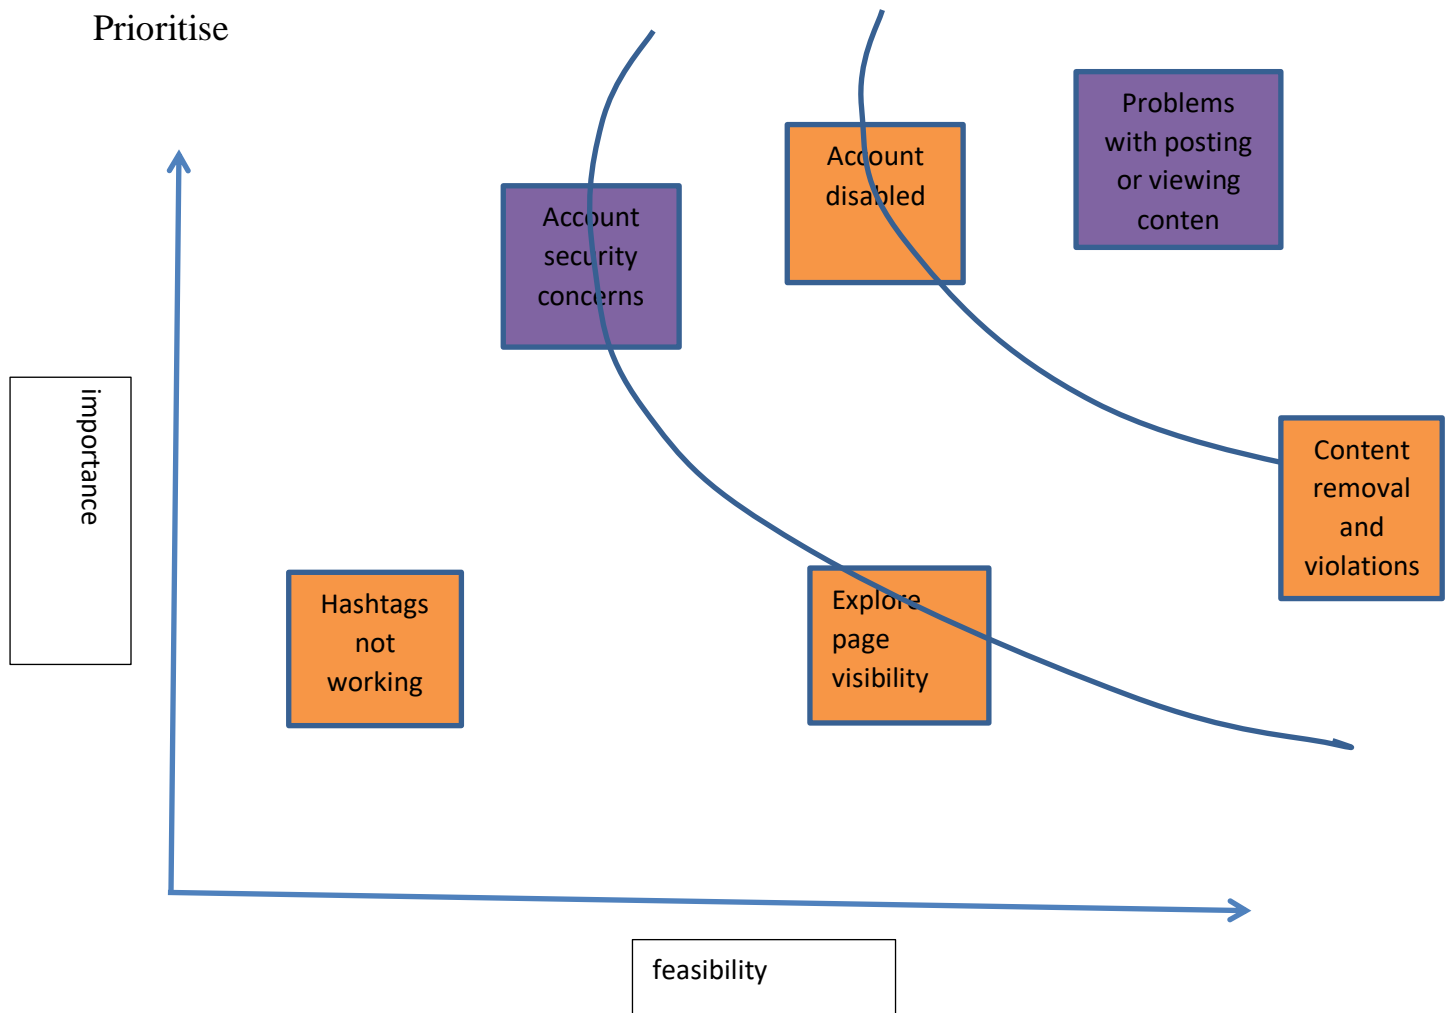 Prioritise
Problems
with posting
or viewing
conten
Account
disabled
Account
security
concerns
importance
Content
removal
and
violations
Hashtags
not
working
Explore
page
visibility
feasibility